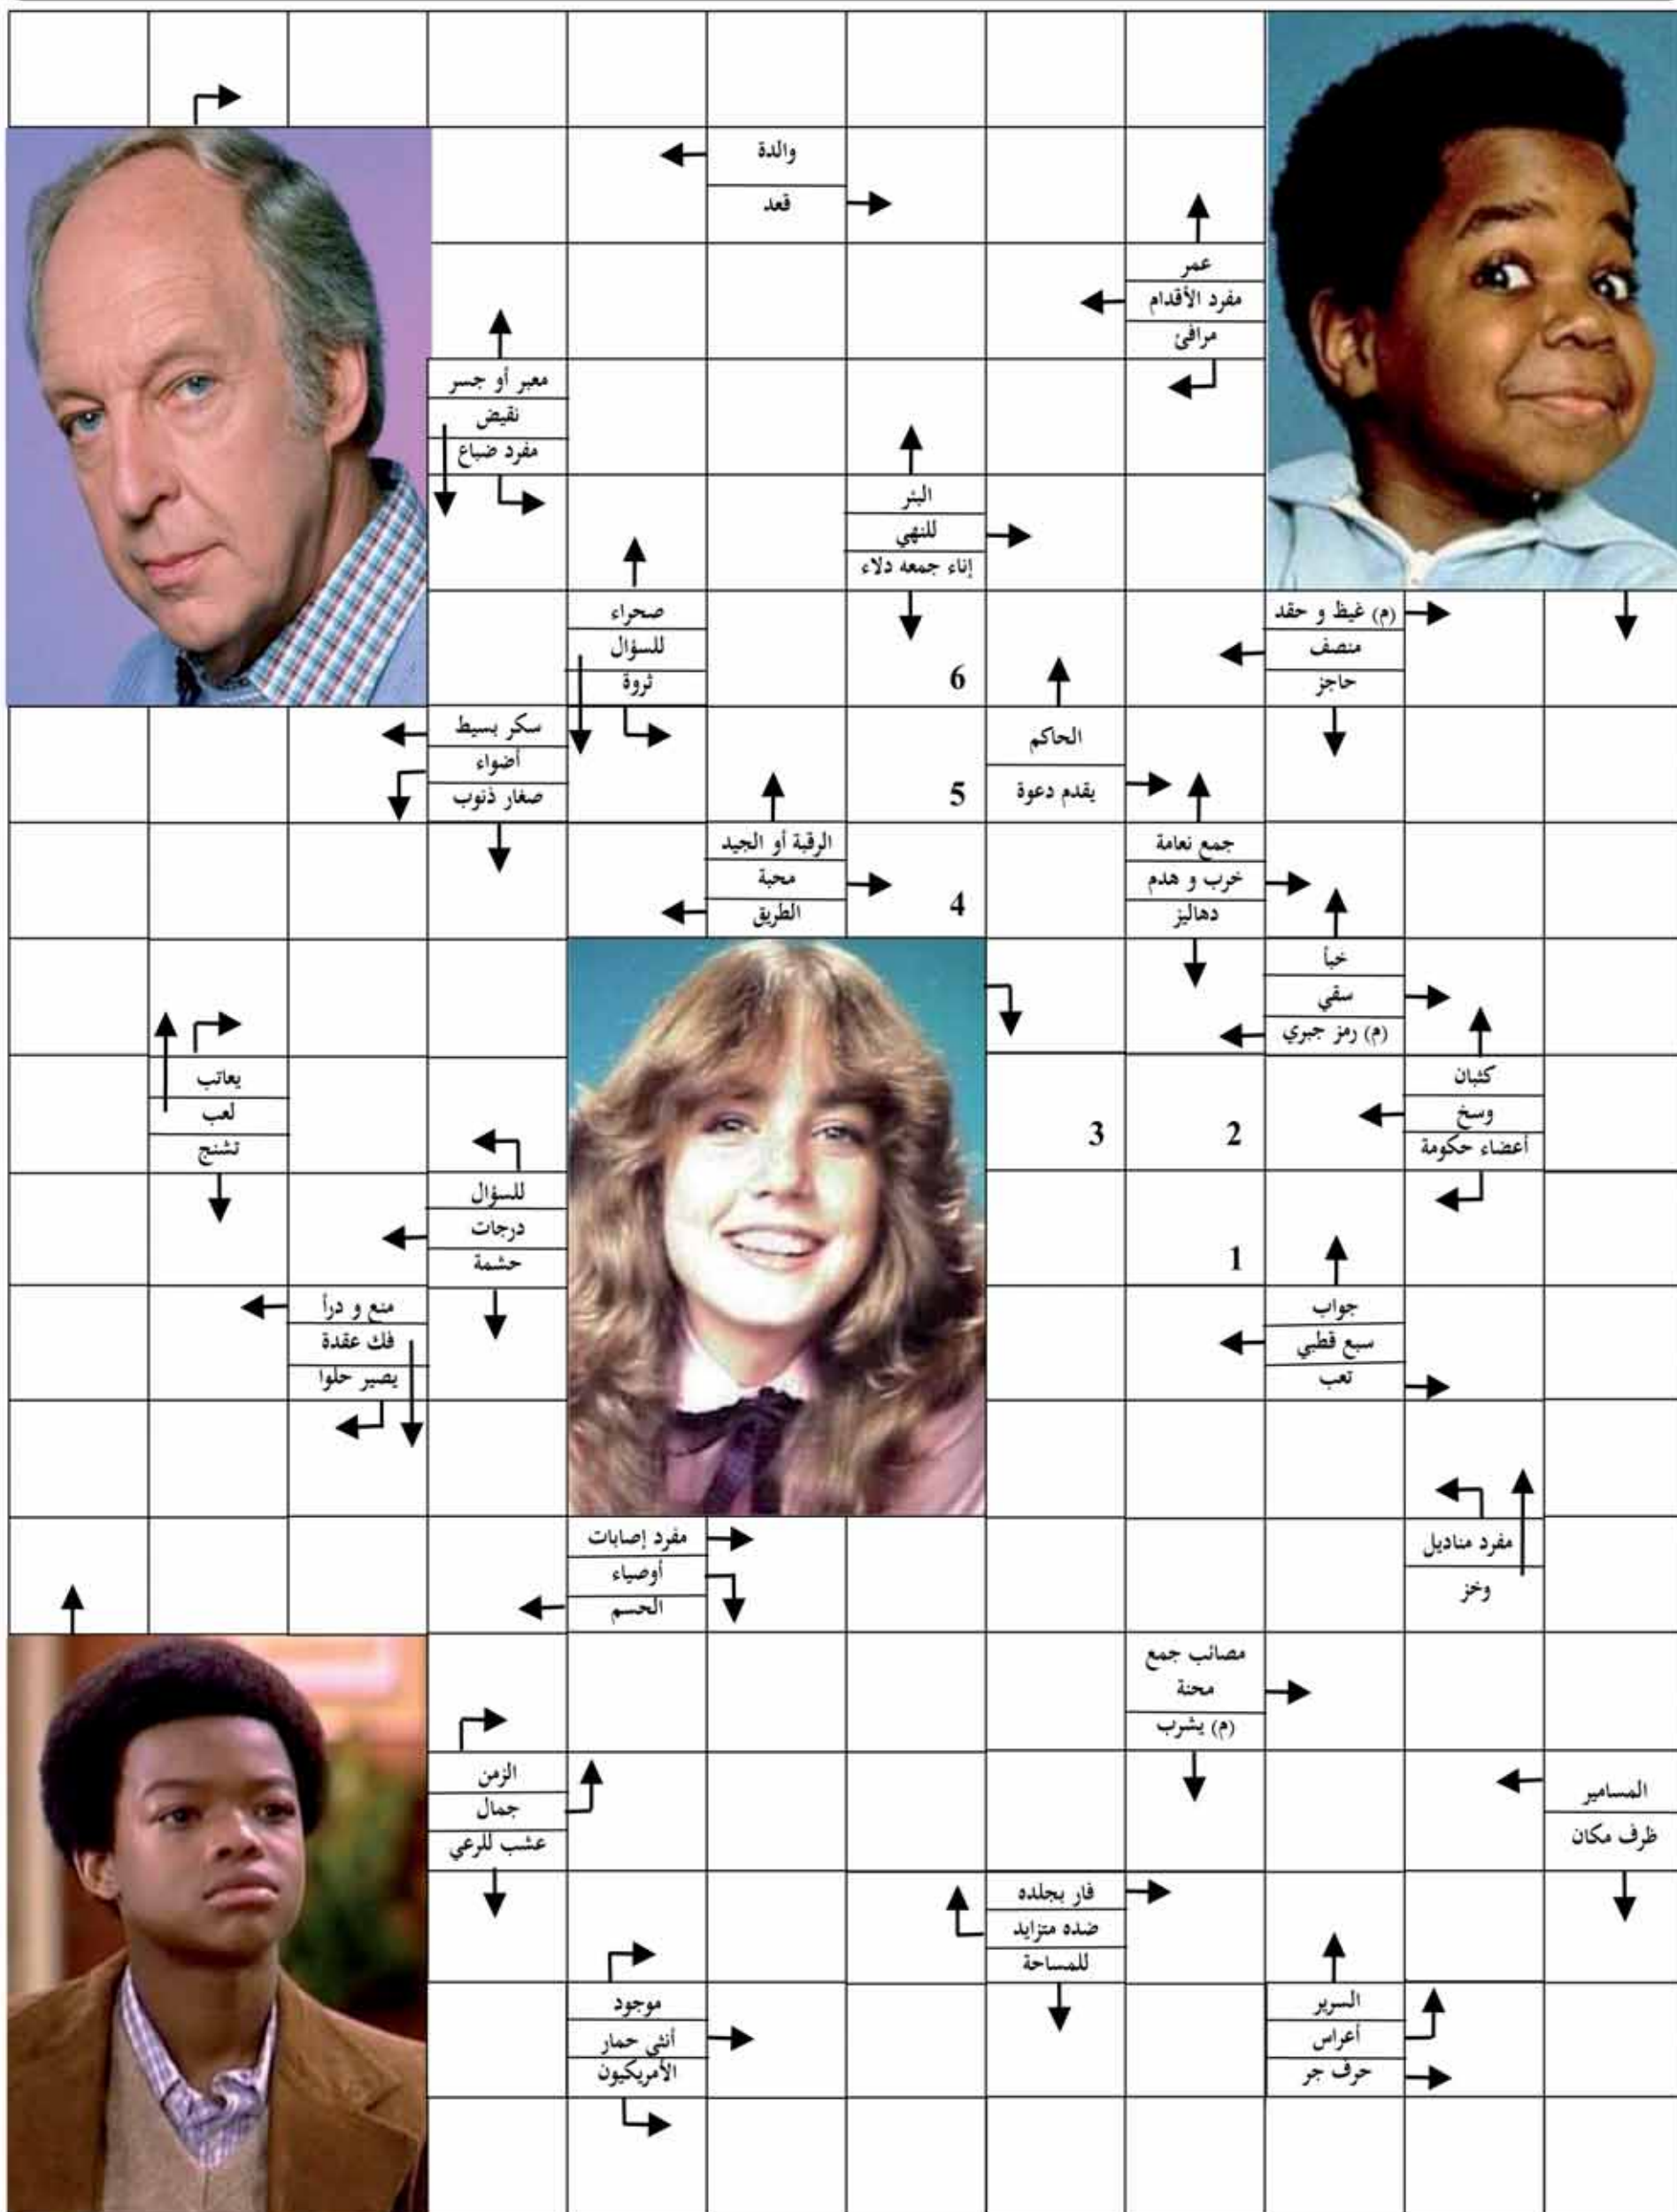 والدة
قعد
عمر
مفرد الأقدام
مرافئ
معبر أو جسر
نقيض
مفرد ضباع
البئر
للنهي
إناء جمعه دلاء
(م) غيظ و حقد
منصف
حاجز
صحراء
للسؤال
ثروة
6
الحاكم
يقدم دعوة
5
سكر بسيط
أضواء
صغار ذنوب
جمع نعامة
خرب و هدم
دهاليز
4
الرقبة أو الجيد
محبة
الطريق
خبأ
سقي
(م) رمز جبري
كثبان
وسخ
أعضاء حكومة
2
3
يعاتب
لعب
تشنج
1
للسؤال
درجات
حشمة
جواب
سبع قطبي
تعب
منع و درأ
فك عقدة
يصير حلوا
مفرد مناديل
وخز
مفرد إصابات
أوصياء
الحسم
مصائب جمع
محنة
(م) يشرب
المسامير
ظرف مكان
الزمن
جمال
عشب للرعي
فار بجلده
ضده متزايد
للمساحة
السرير
أعراس
حرف جر
موجود
أنثي حمار
الأمريكيون